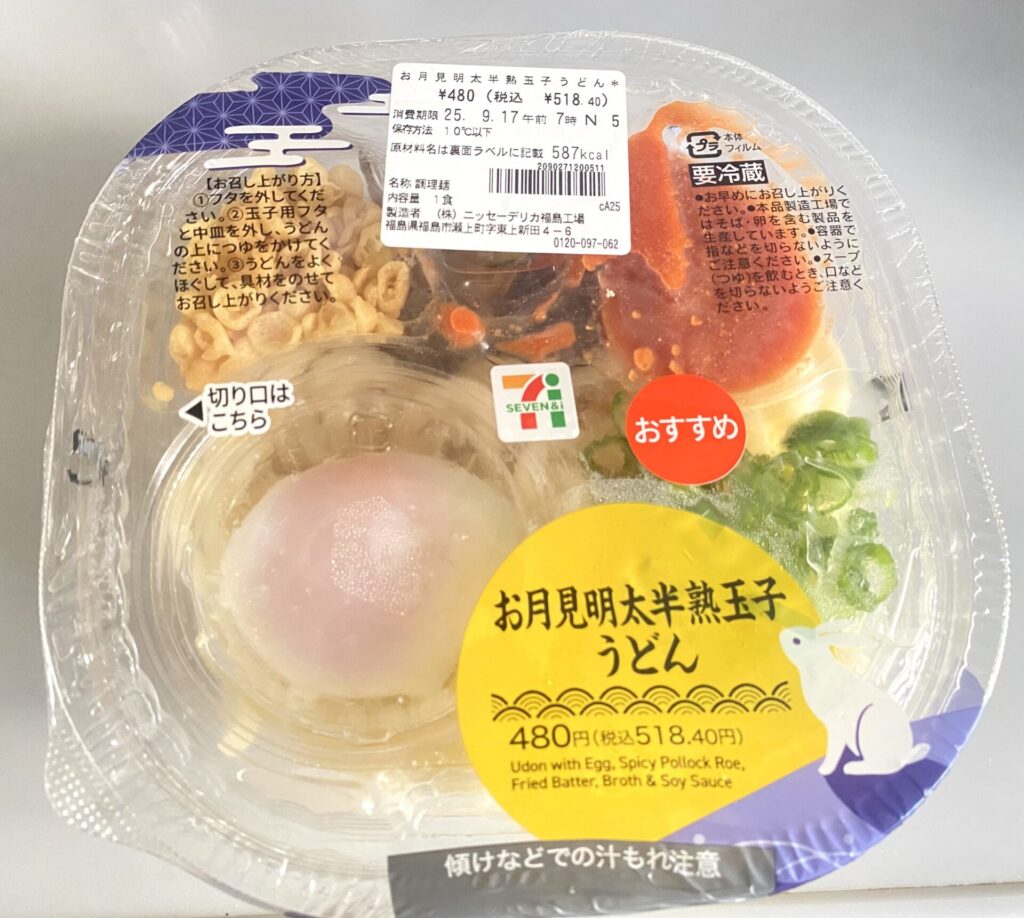 お月見明太半熟玉子うどん*
¥480 (税込 ¥518.40)
消費期限 25. 9.17午前 7時 N 5
保存方法 10℃以下
原材料名は裏面ラベルに記載 587kcal
2090271200511
名称 調理麺
内容量 1食
cA25
製造者 (株) ニッセーデリカ福島工場
福島県福島市瀬上町字東上新田4-6
0120-097-062
【お召し上がり方】
①フタを外してくだ
さい。②玉子用フタ
と中皿を外し、うどん
の上につゆをかけてく
ださい。③うどんをよく
ほぐして、具材をのせて
お召し上がりください。
プラ
本体
フィルム
要冷蔵
●お早めにお召し上がりく
ださい。●本品製造工場で
はそば・卵を含む製品を
生産しています。●容器で
指などを切らないように
ご注意ください。●スープ
(つゆ)を飲むとき、口など
を切らないようご注意く
ださい。
切り口は
こちら
7i
SEVEN&i
おすすめ
お月見明太半熟玉子
うどん
480円(税込518.40円)
Udon with Egg, Spicy Pollock Roe,
Fried Batter, Broth & Soy Sauce
傾けなどでの汁もれ注意